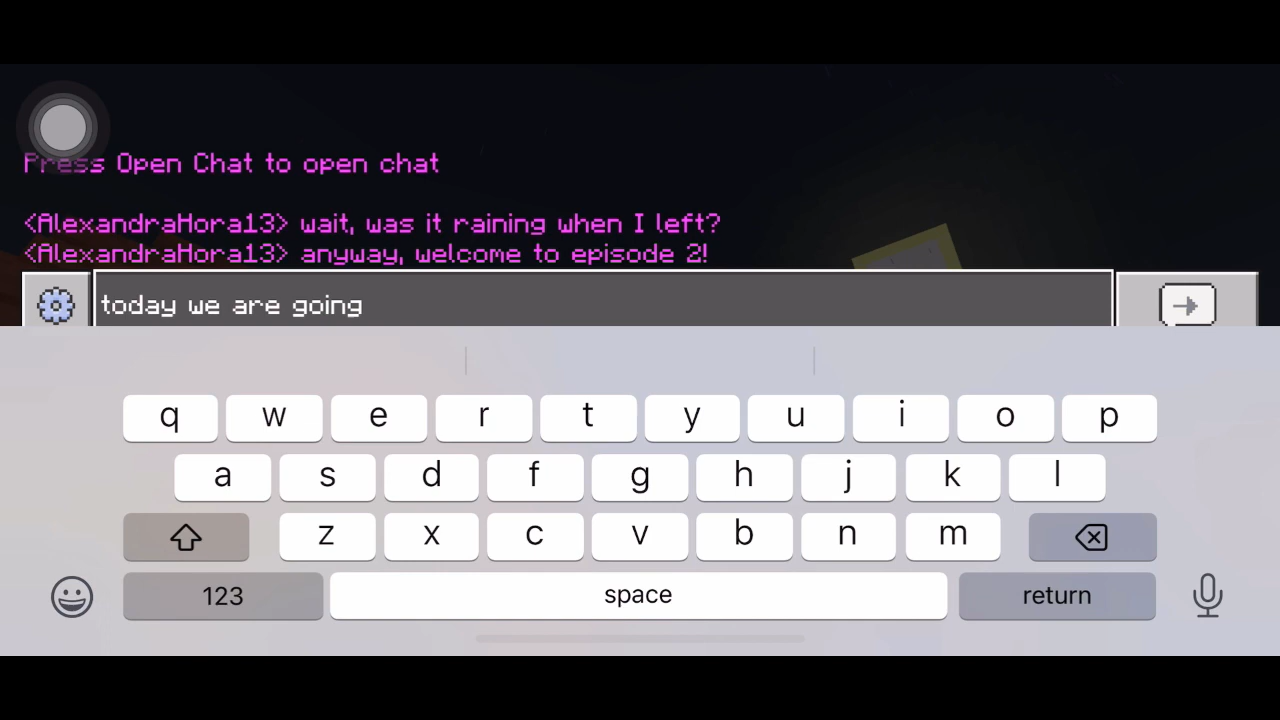 Press Open Chat to open chat
<AlexandraHora13> wait, was it raining when I left?
<AlexandraHora13> anyway, welcome to episode 2!
today we are going
q w e r t y u i o p
a s d f g h j k l
z x c v b n m
123 space return